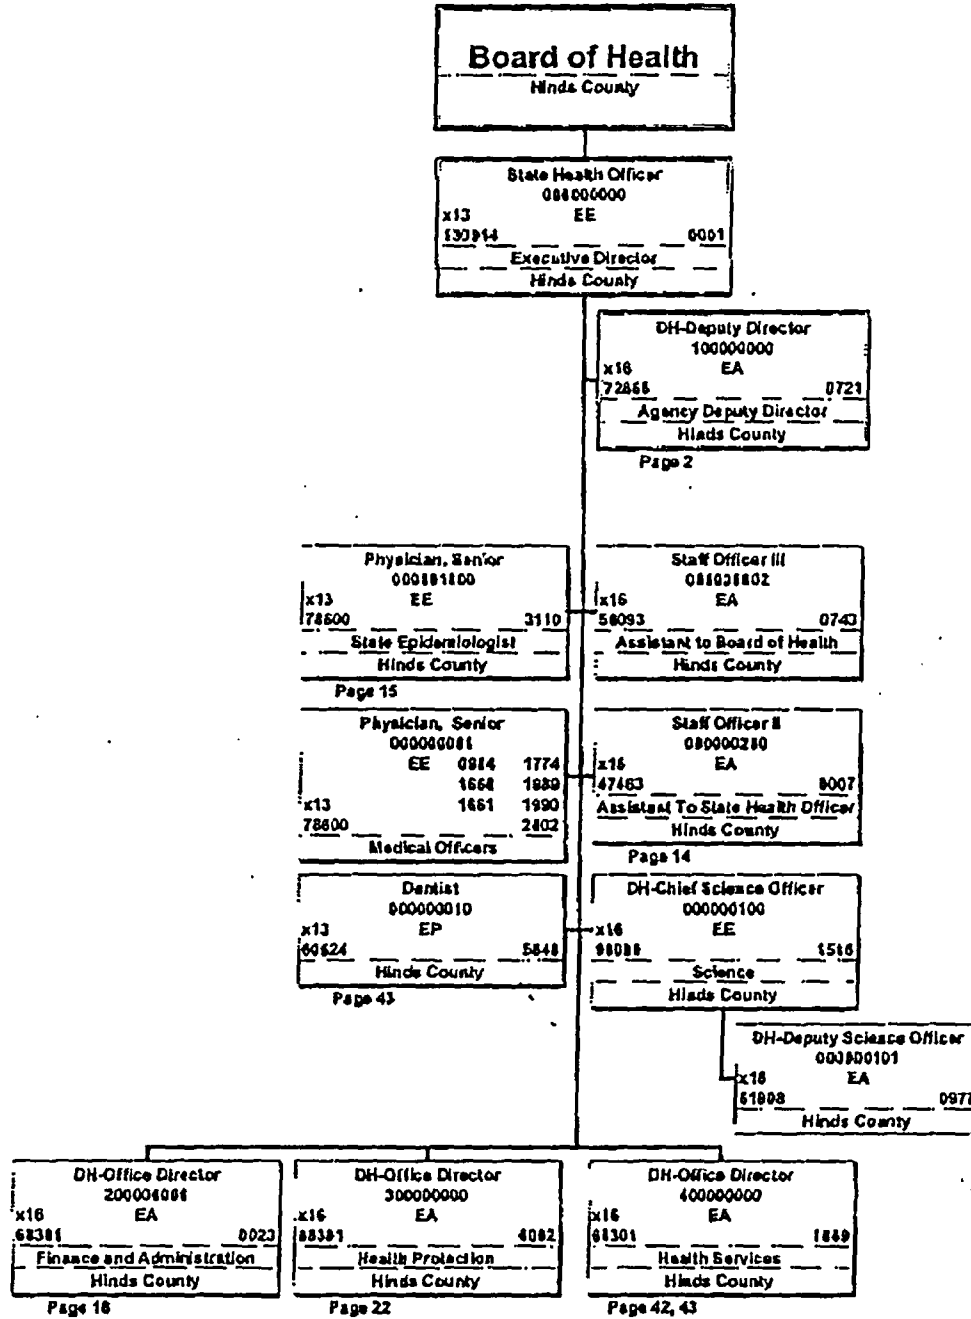 Board of Health
Hinds County
State Health Officer
EE
x13
0001
Executive Director
Hinds County
DH-Deputy Director
100000000
x16 EA
0721
Agency Deputy Director
Hinds County
Page 2
Physician, Senior
x13 EE
78600 3110
State Epidemiologist
Hinds County
Page 15
Staff Officer III
x16 EA
56093 0743
Assistant to Board of Health
Hinds County
Physician, Senior
EE 1774
1990
x13
78600
Medical Officers
Staff Officer II
x16 EA
47463
Assistant To State Health Officer
Hinds County
Page 14
Dentist
x13 EP
Hinds County
Page 43
DH-Chief Science Officer
000000100
x16 EE
Science
Hinds County
DH-Deputy Science Officer
x16 EA
Hinds County
DH-Office Director
x16 EA
0023
Finance and Administration
Hinds County
Page 16
DH-Office Director
300000000
x16 EA
Health Protection
Hinds County
Page 22
DH-Office Director
400000000
x16 EA
Health Services
Hinds County
Page 42, 43